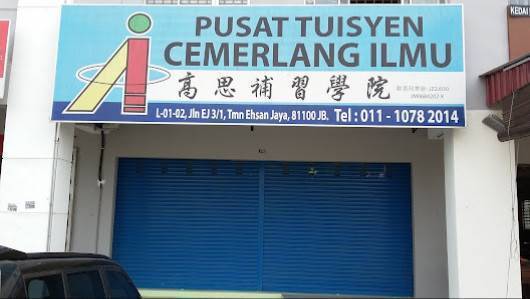 PUSAT TUISYEN
CEMERLANG ILMU
高思補習學院
L-01-02, Jln EJ 3/1, Tmn Ehsan Jaya, 81100 JB. Tel : 011 - 1078 2014
KEDAI